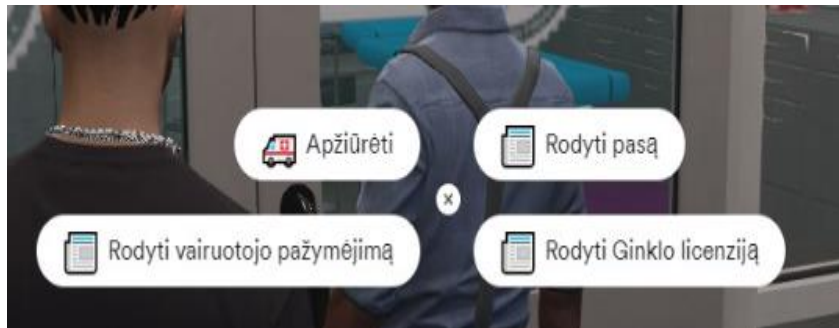 Apžiūrėti
Rodyti pasą
x
Rodyti vairuotojo pažymėjimą
Rodyti Ginklo licenziją